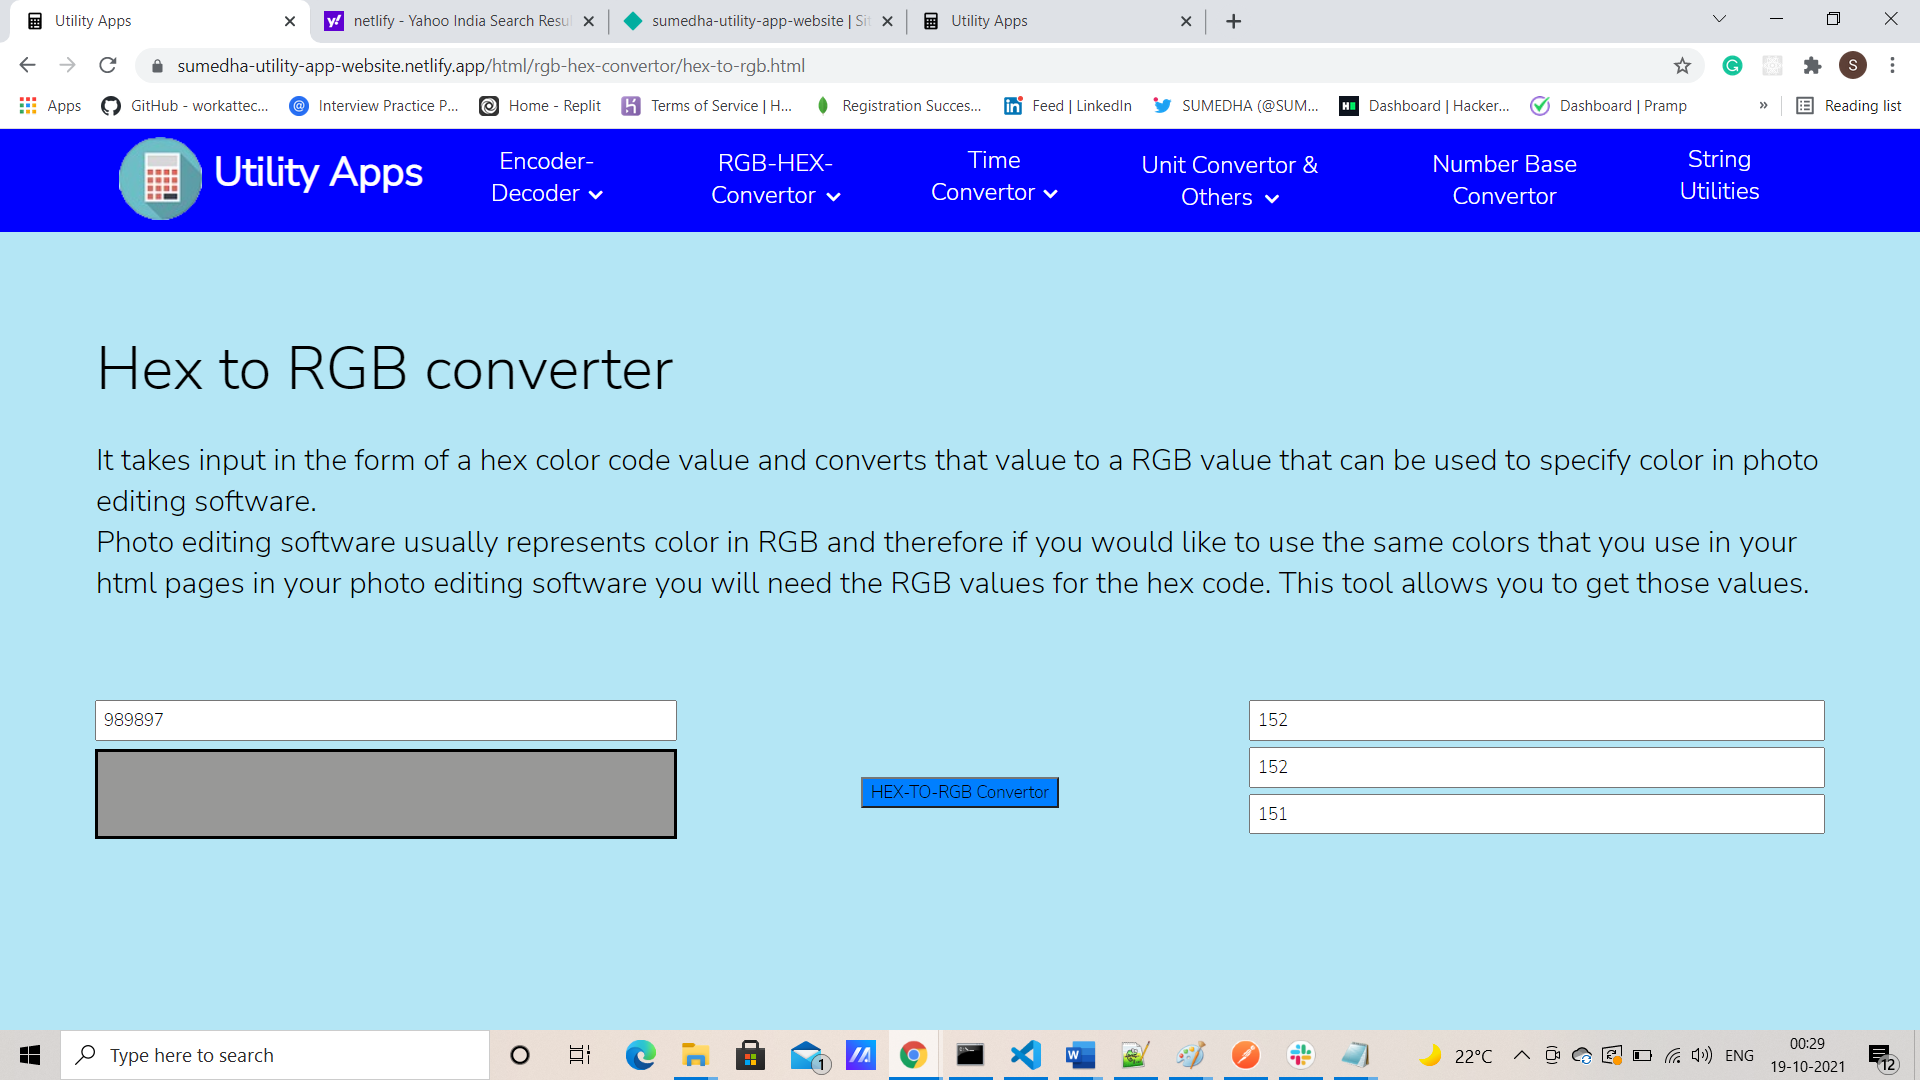 Utility Apps
netlify - Yahoo India Search Resul
sumedha-utility-app-website | Sit
Utility Apps
sumedha-utility-app-website.netlify.app/html/rgb-hex-convertor/hex-to-rgb.html
S
Apps
GitHub - workattec...
Interview Practice P...
Home - Replit
Terms of Service | H...
Registration Succes...
Feed | LinkedIn
SUMEDHA (@SUM...
Dashboard | Hacker...
Dashboard | Pramp
»
Reading list
Utility Apps
Encoder-
Decoder
RGB-HEX-
Convertor
Time
Convertor
Unit Convertor &
Others
Number Base
Convertor
String
Utilities
Hex to RGB converter
It takes input in the form of a hex color code value and converts that value to a RGB value that can be used to specify color in photo
editing software.
Photo editing software usually represents color in RGB and therefore if you would like to use the same colors that you use in your
html pages in your photo editing software you will need the RGB values for the hex code. This tool allows you to get those values.
989897
HEX-TO-RGB Convertor
152
152
151
Type here to search
1
22°C
ENG
00:29
19-10-2021
12